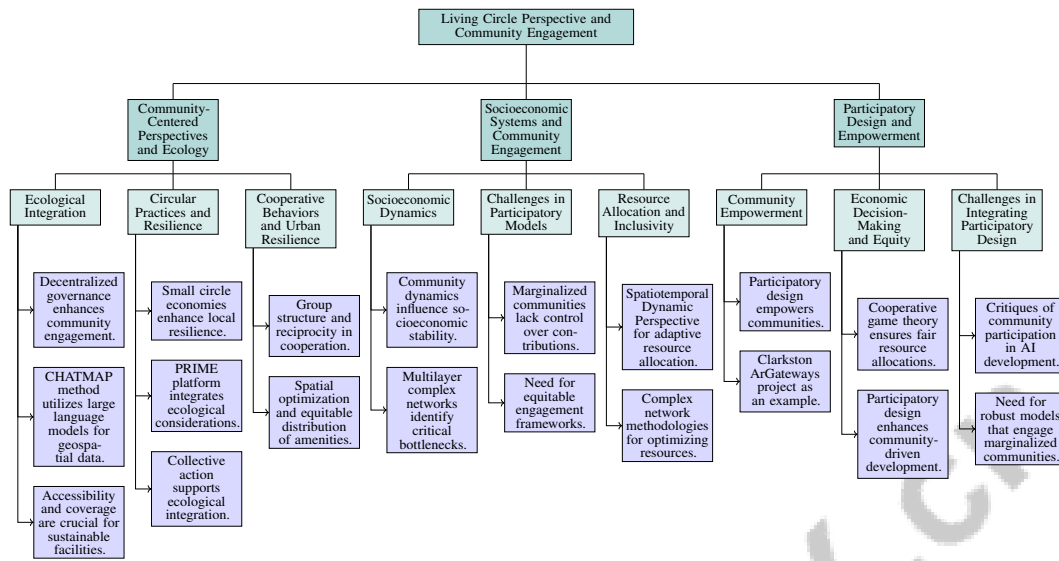 Living Circle Perspective and
Community Engagement
Community-
Centered
Perspectives
and Ecology
Socioeconomic
Systems and
Community
Engagement
Participatory
Design and
Empowerment
Ecological
Integration
Circular
Practices and
Resilience
Cooperative
Behaviors
and Urban
Resilience
Socioeconomic
Dynamics
Challenges in
Participatory
Models
Resource
Allocation and
Inclusivity
Community
Empowerment
Economic
Decision-
Making
and Equity
Challenges in
Integrating
Participatory
Design
Decentralized
governance
enhances
community
engagement.
CHATMAP
method
utilizes large
language
models for
geospa-
tial data.
Accessibility
and coverage
are crucial for
sustainable
facilities.
Small circle
economies
enhance local
resilience.
PRIME
platform
integrates
ecological
considerations.
Collective
action
supports
ecological
integration.
Group
structure and
reciprocity in
cooperation.
Spatial
optimization
and equitable
distribution
of amenities.
Community
dynamics
influence so-
cioeconomic
stability.
Multilayer
complex
networks
identify
critical
bottlenecks.
Marginalized
communities
lack control
over con-
tributions.
Need for
equitable
engagement
frameworks.
Spatiotemporal
Dynamic
Perspective
for adaptive
resource
allocation.
Complex
network
methodologies
for optimizing
resources.
Participatory
design
empowers
communities.
Clarkston
ArGateways
project as
an example.
Cooperative
game theory
ensures fair
resource
allocations.
Participatory
design
enhances
community-
driven
development.
Critiques of
community
participation
in AI
development.
Need for
robust models
that engage
marginalized
communities.